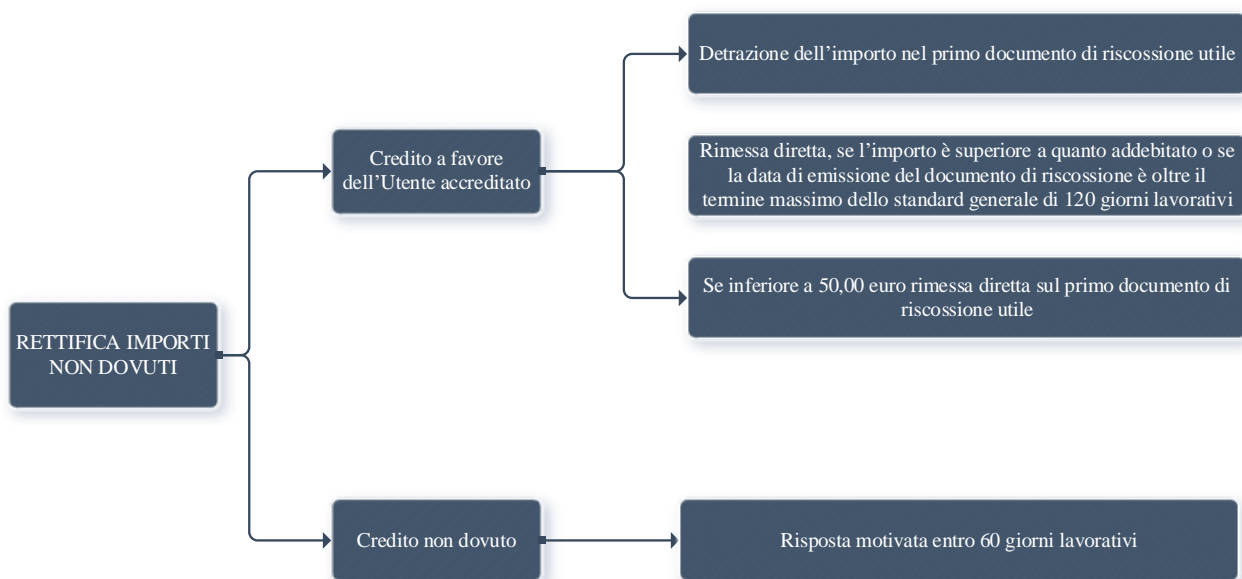 RETTIFICA IMPORTI
NON DOVUTI
Credito a favore
dell’Utente accreditato
Detrazione dell’importo nel primo documento di riscossione utile
Rimessa diretta, se l’importo è superiore a quanto addebitato o se
la data di emissione del documento di riscossione è oltre il
termine massimo dello standard generale di 120 giorni lavorativi
Se inferiore a 50,00 euro rimessa diretta sul primo documento di
riscossione utile
Credito non dovuto
Risposta motivata entro 60 giorni lavorativi